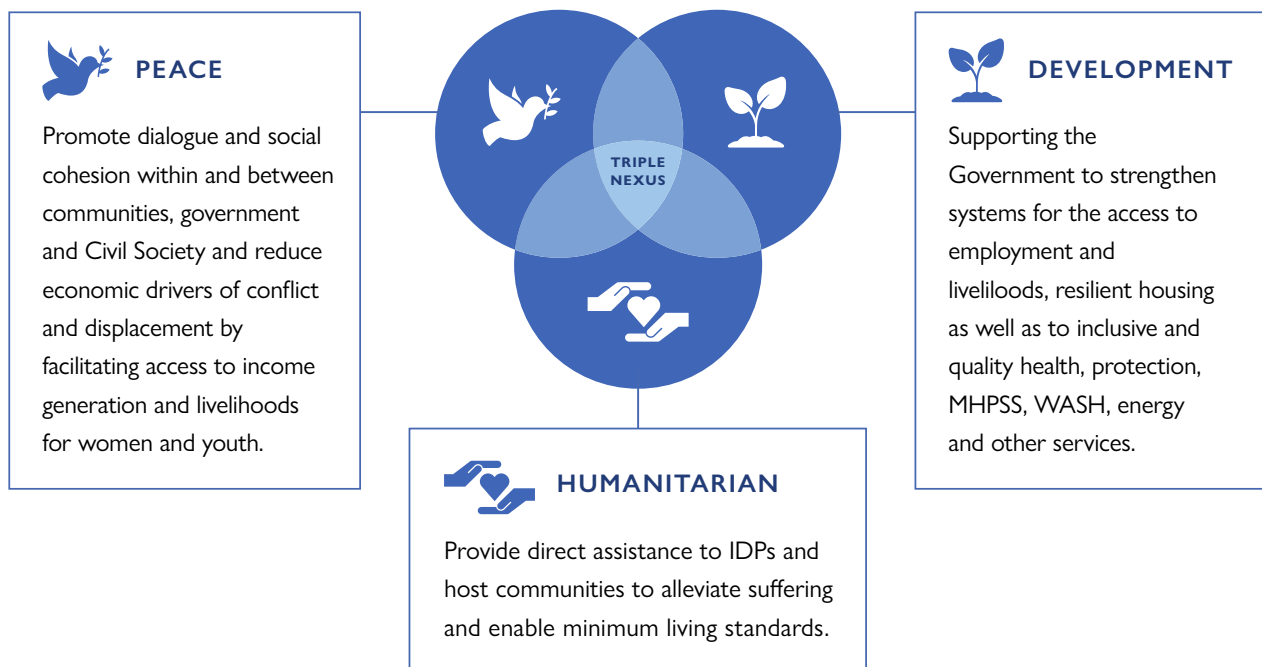 PEACE
Promote dialogue and social
cohesion within and between
communities, government
and Civil Society and reduce
economic drivers of conflict
and displacement by
facilitating access to income
generation and livelihoods
for women and youth.
TRIPLE
NEXUS
DEVELOPMENT
Supporting the
Government to strengthen
systems for the access to
employment and
liveliloods, resilient housing
as well as to inclusive and
quality health, protection,
MHPSS, WASH, energy
and other services.
HUMANITARIAN
Provide direct assistance to IDPs and
host communities to alleviate suffering
and enable minimum living standards.